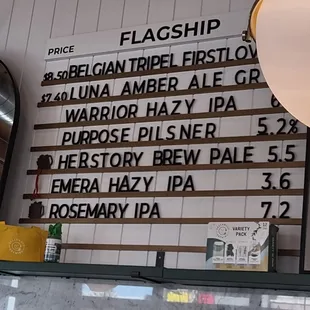 FLAGSHIP
PRICE
$8.50 BELGIAN TRIPEL FIRSTLOV
$7.40 LUNA AMBER ALE GR
WARRIOR HAZY IPA
PURPOSE PILSNER 5.2%
HERSTORY BREW PALE 5.5
EMERA HAZY IPA 3.6
ROSEMARY IPA 7.2
VARIETY
PACK